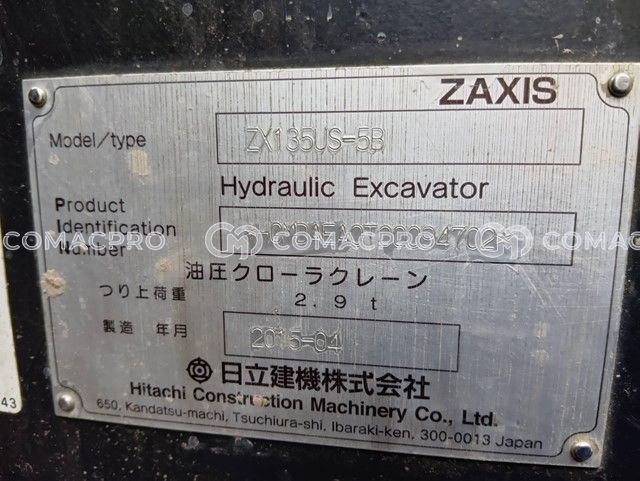 ZAXIS
Model/type ZX135US-5B
Hydraulic Excavator
Product
Identification
Number
油圧クローラクレーン
つり上荷重 2.9 t
製造 年月 2015-04
日立建機株式会社
Hitachi Construction Machinery Co., Ltd.
650, Kandatsu-machi, Tsuchiura-shi, Ibaraki-ken, 300-0013 Japan
43
COMACPRO COMACPRO COMACPRO